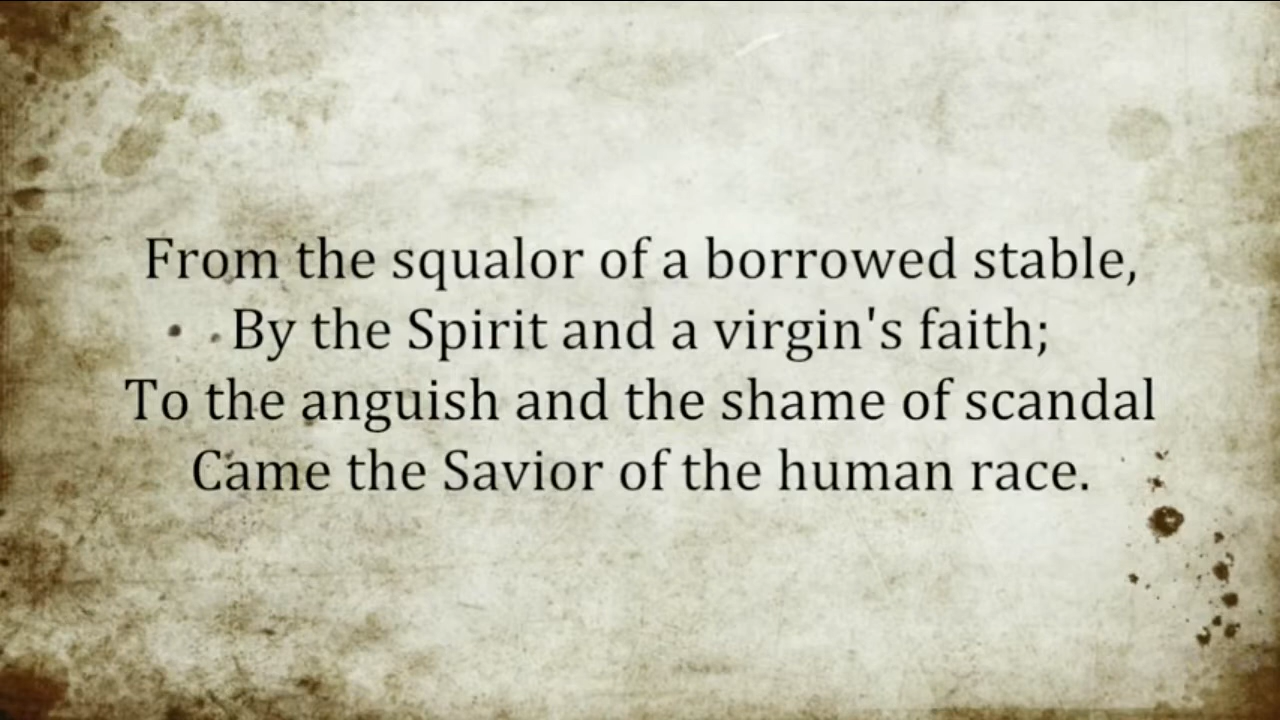 From the squalor of a borrowed stable,
By the Spirit and a virgin's faith;
To the anguish and the shame of scandal
Came the Savior of the human race.